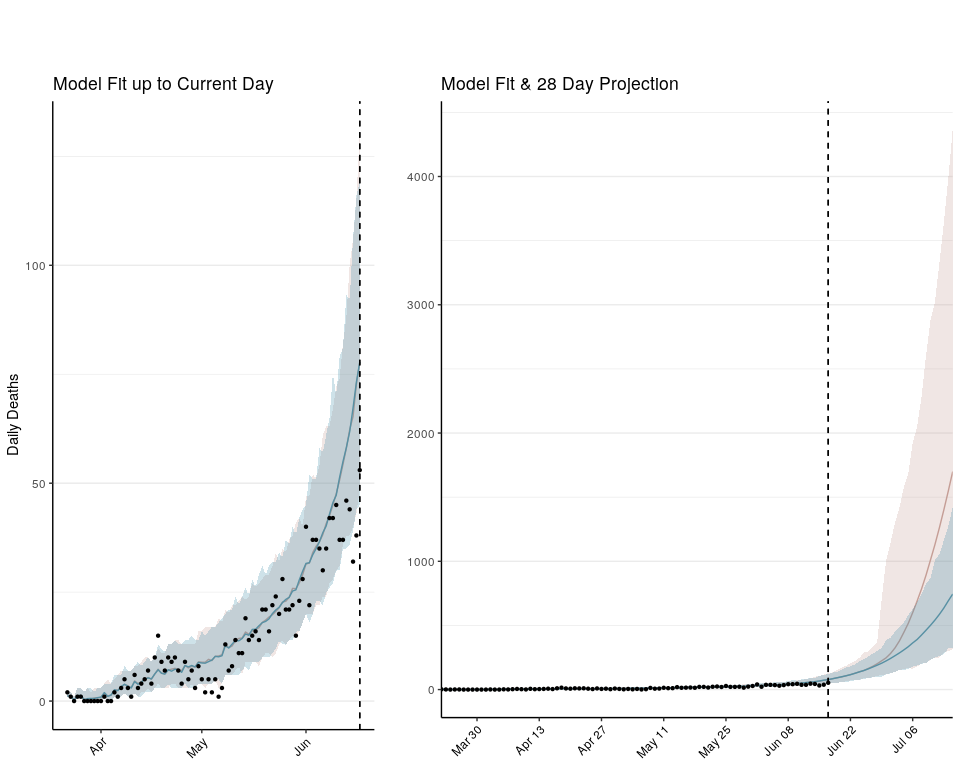 Model Fit up to Current Day
Model Fit & 28 Day Projection
Daily Deaths
100
50
0
Apr
May
Jun
4000
3000
2000
1000
0
Mar 30
Apr 13
Apr 27
May 11
May 25
Jun 08
Jun 22
Jul 06